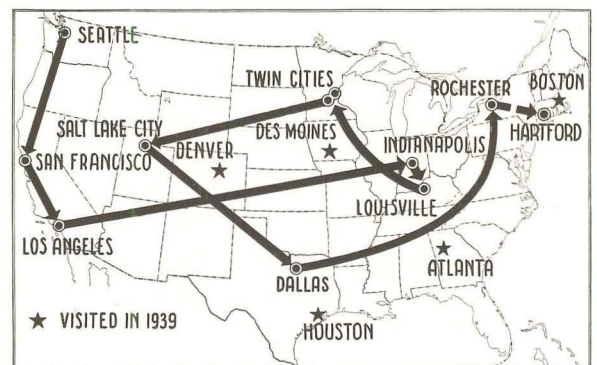 SEATTLE
TWIN CITIES
ROCHESTER
BOSTON
SALT LAKE CITY
DES MOINES
HARTFORD
DENVER
INDIANAPOLIS
SAN FRANCISCO
LOUISVILLE
LOS ANGELES
ATLANTA
DALLAS
VISITED IN 1939
HOUSTON